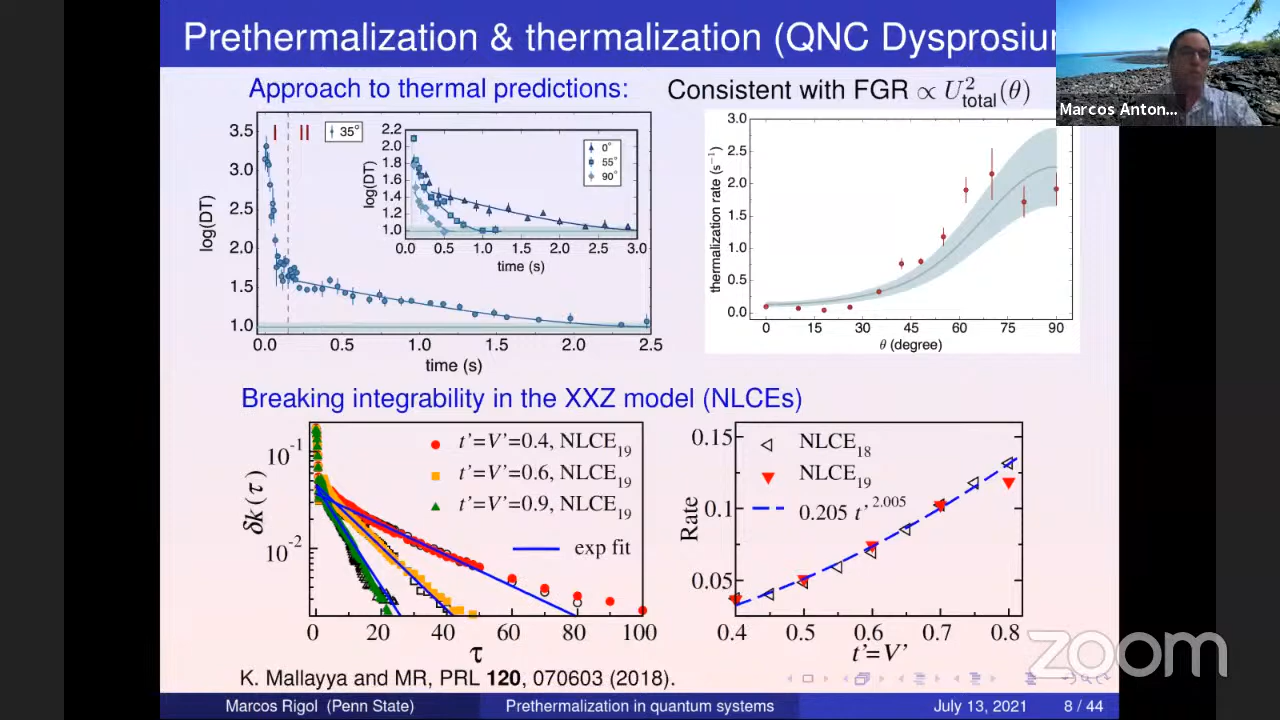 Prethermalization & thermalization (QNC Dysprosium
Marcos Anton...
Approach to thermal predictions:
Consistent with FGR ∝ U²total(θ)
I II
35°
3.5
3.0
2.5
2.0
1.5
1.0
log(DT)
0.0 0.5 1.0 1.5 2.0 2.5
time (s)
2.2
2.0
1.8
1.6
1.4
1.2
1.0
log(DT)
0°
55°
90°
0.0 0.5 1.0 1.5 2.0 2.5 3.0
time (s)
3.0
2.5
2.0
1.5
1.0
0.5
0.0
thermalization rate (s⁻¹)
0 15 30 45 60 75 90
θ (degree)
Breaking integrability in the XXZ model (NLCEs)
10⁻¹
10⁻²
δk(τ)
t'=V'=0.4, NLCE₁₉
t'=V'=0.6, NLCE₁₉
t'=V'=0.9, NLCE₁₉
exp fit
0 20 40 60 80 100
τ
0.15
0.1
0.05
Rate
NLCE₁₈
NLCE₁₉
0.205 t'^2.005
0.4 0.5 0.6 0.7 0.8
t'=V'
zoom
K. Mallayya and MR, PRL 120, 070603 (2018).
Marcos Rigol (Penn State) Prethermalization in quantum systems July 13, 2021 8 / 44